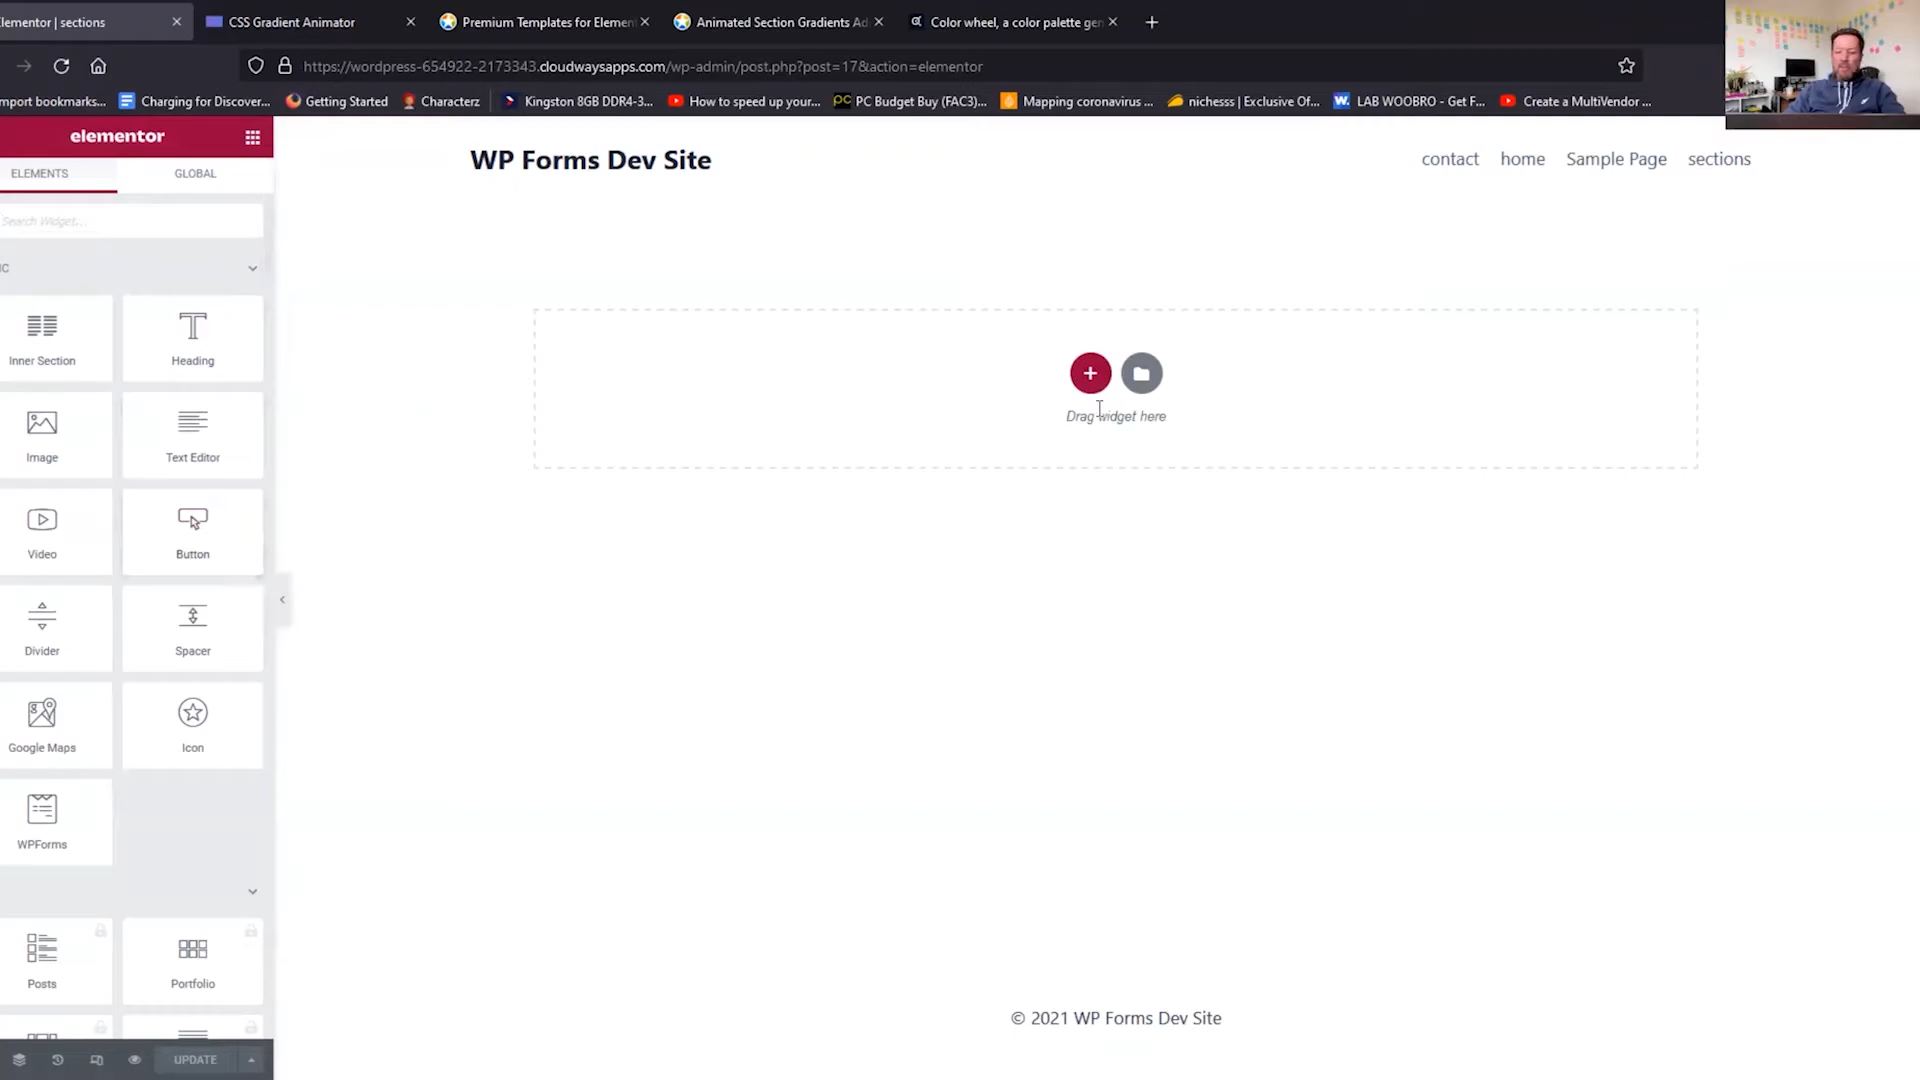 Elementor | sections
CSS Gradient Animator
Premium Templates for Elemen
Animated Section Gradients Ad
Color wheel, a color palette gen
https://wordpress-654922-2173343.cloudwaysapps.com/wp-admin/post.php?post=17&action=elementor
mport bookmarks...
Charging for Discover...
Getting Started
Characterz
Kingston 8GB DDR4-3...
How to speed up your...
PC Budget Buy (FAC3)...
Mapping coronavirus ...
nichesss | Exclusive Of...
LAB WOOBRO - Get F...
Create a MultiVendor ...
elementor
ELEMENTS
GLOBAL
Search Widget...
IC
Inner Section
Heading
Image
Text Editor
Video
Button
Divider
Spacer
Google Maps
Icon
WPForms
Posts
Portfolio
UPDATE
WP Forms Dev Site
contact
home
Sample Page
sections
Drag widget here
© 2021 WP Forms Dev Site